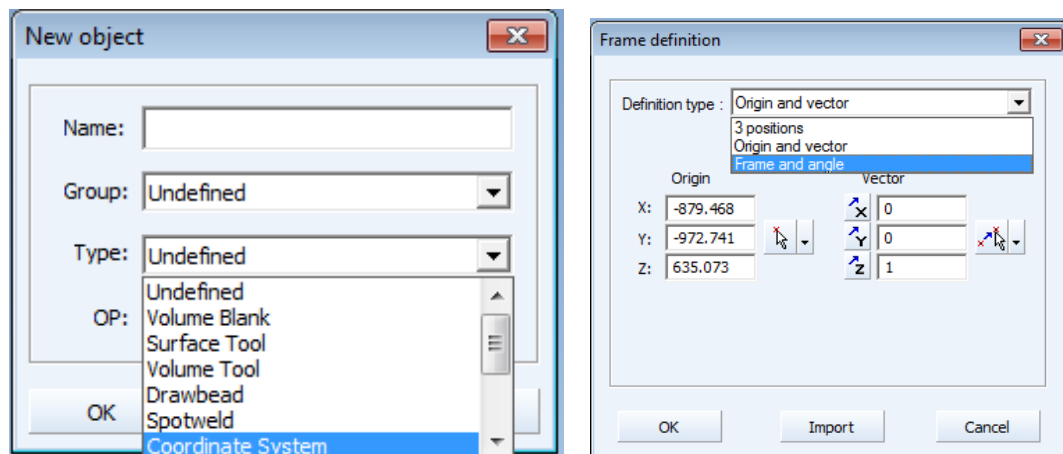 New object
Name:
Group: Undefined
Type: Undefined
Undefined
Volume Blank
OP:
Surface Tool
Volume Tool
Drawbead
Spotweld
Coordinate System
OK
Frame definition
Definition type : Origin and vector
3 positions
Origin and vector
Frame and angle
Origin Vector
X: -879.468 X 0
Y: -972.741 Y 0
Z: 635.073 Z 1
OK Import Cancel